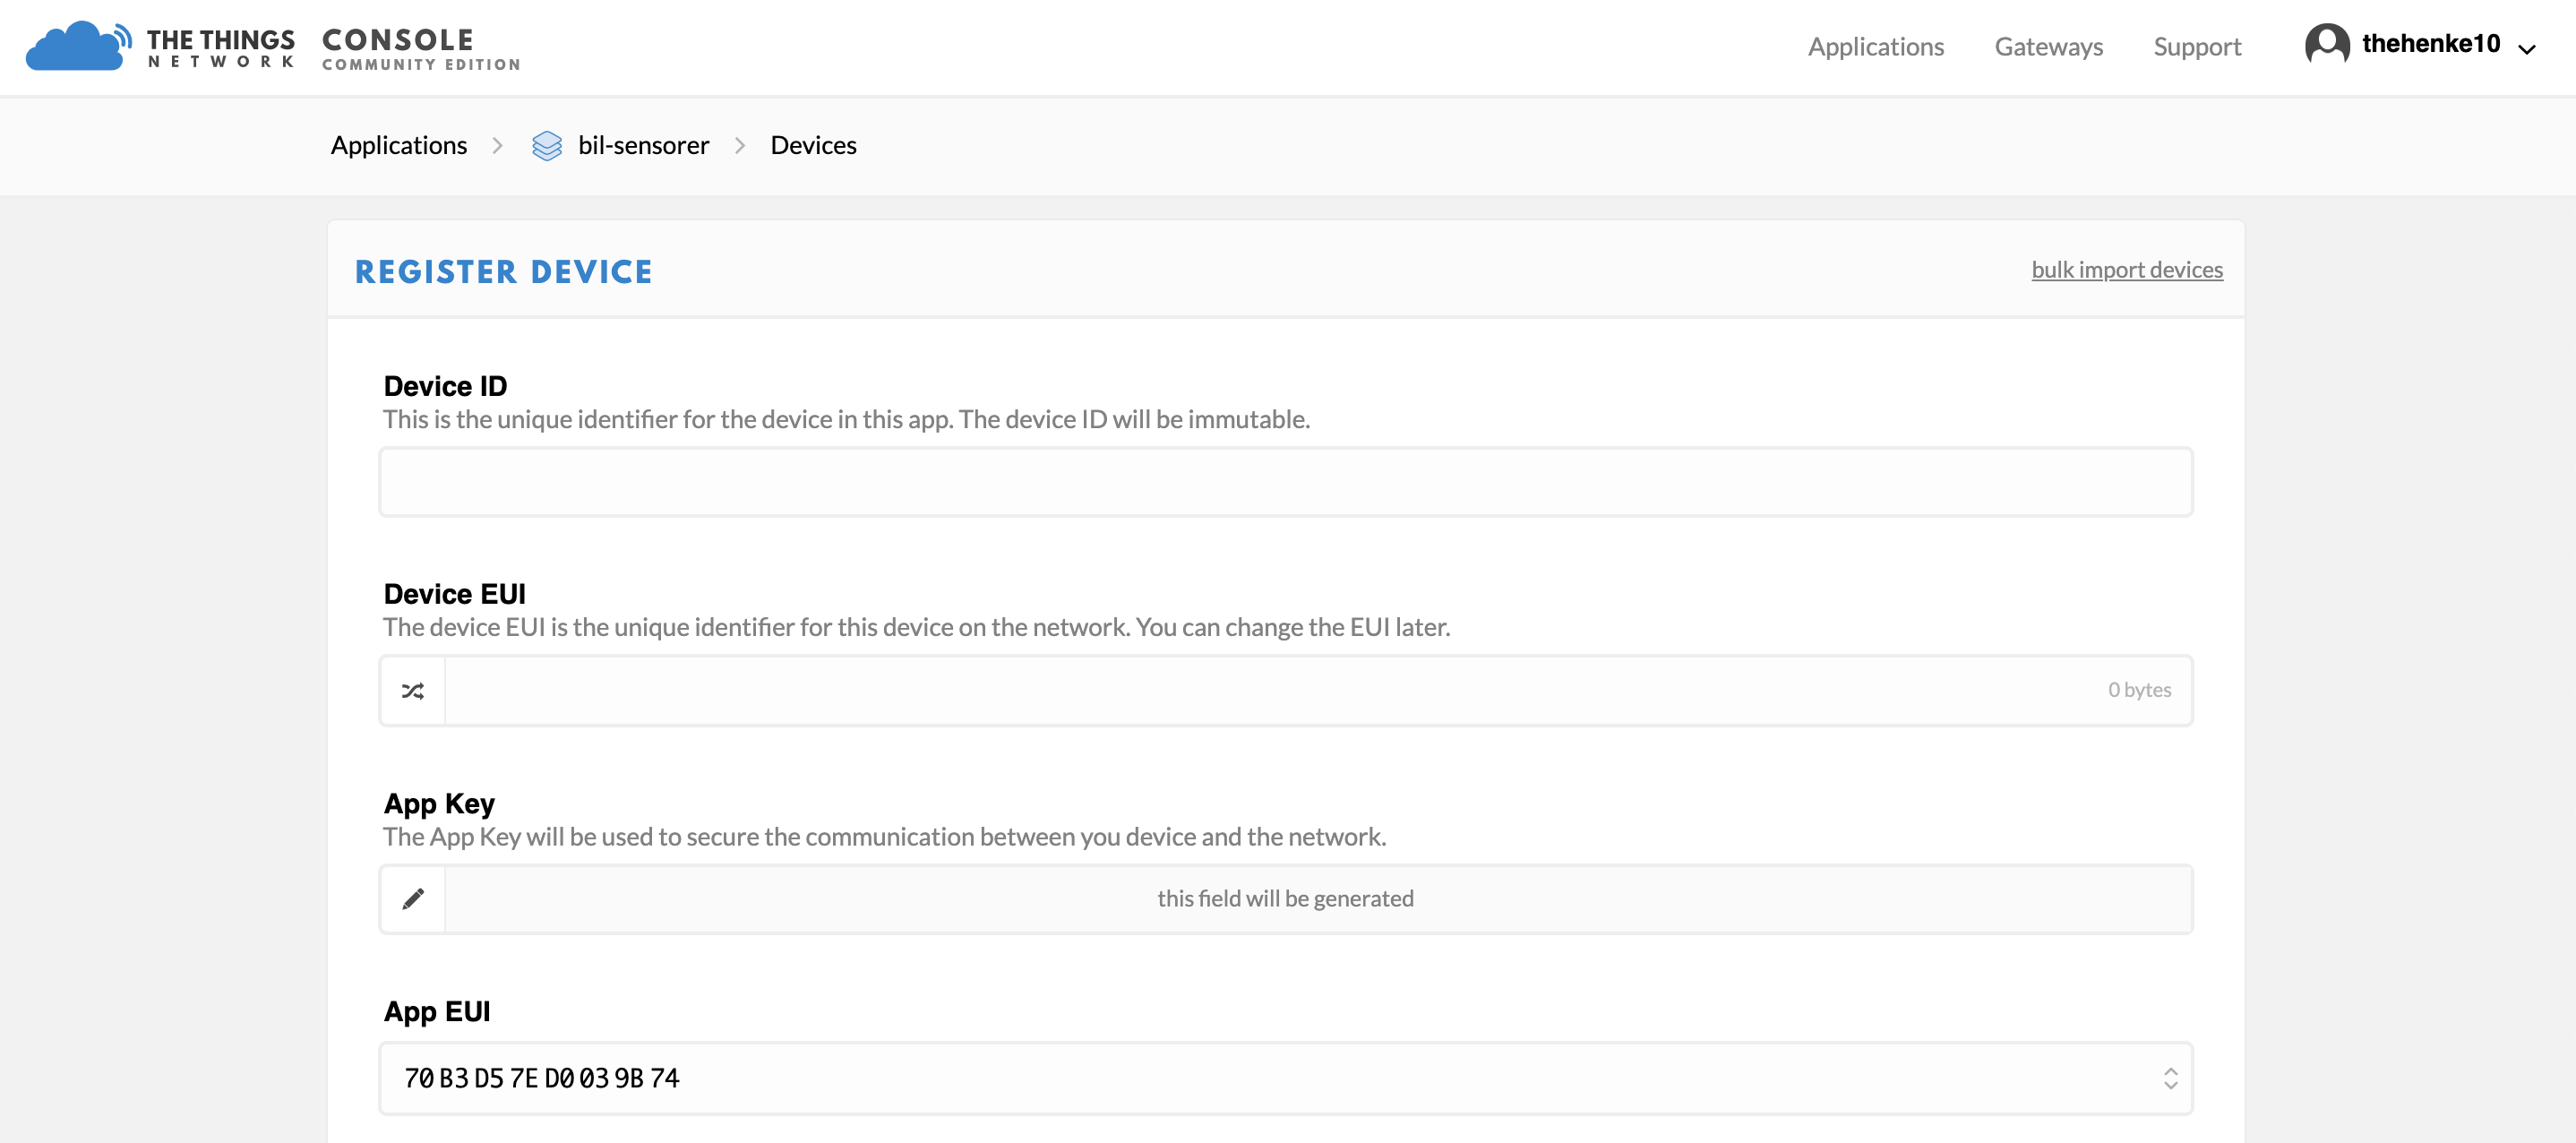 THE THINGS
NETWORK
CONSOLE
COMMUNITY EDITION
Applications
Gateways
Support
thehenke10
Applications
bil-sensorer
Devices
REGISTER DEVICE
bulk import devices
Device ID
This is the unique identifier for the device in this app. The device ID will be immutable.
Device EUI
The device EUI is the unique identifier for this device on the network. You can change the EUI later.
0 bytes
App Key
The App Key will be used to secure the communication between you device and the network.
this field will be generated
App EUI
70 B3 D5 7E D0 03 9B 74